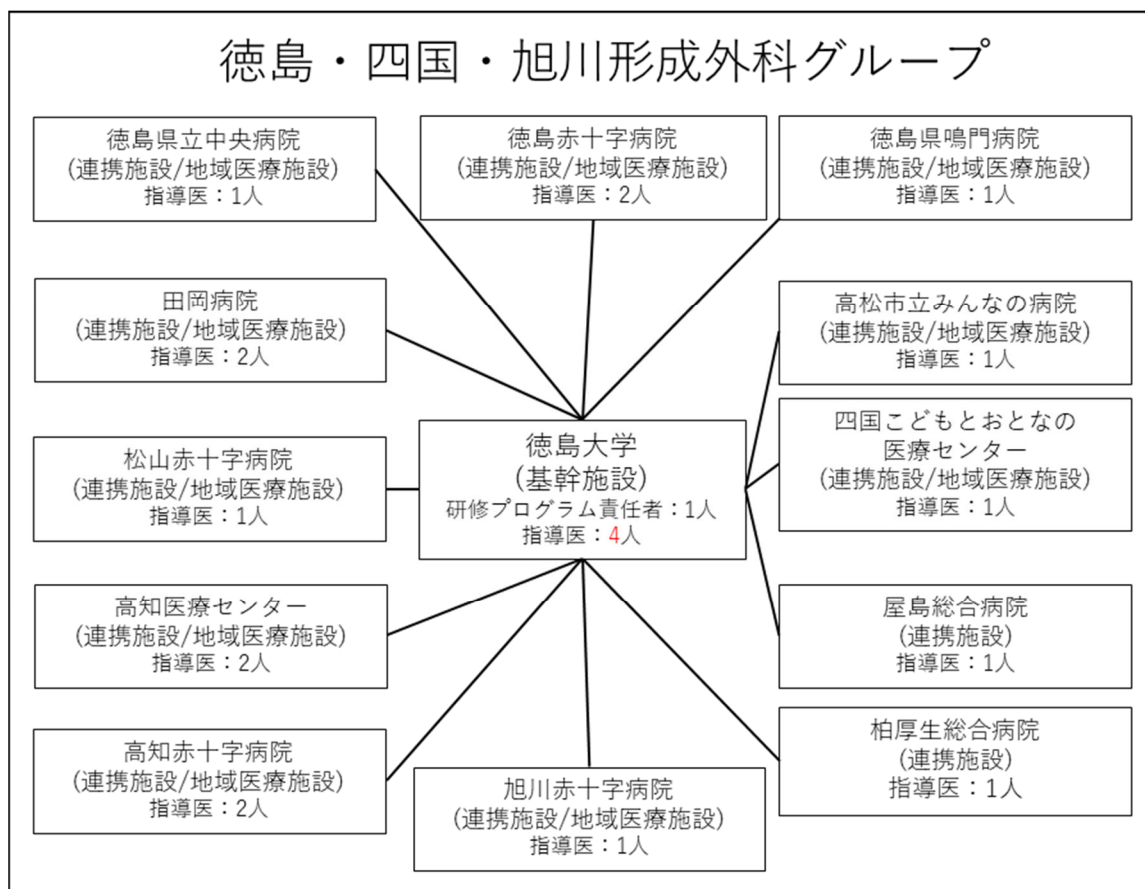 徳島・四国・旭川形成外科グループ
徳島県立中央病院
(連携施設/地域医療施設)
指導医：1人
徳島赤十字病院
(連携施設/地域医療施設)
指導医：2人
徳島県鳴門病院
(連携施設/地域医療施設)
指導医：1人
田岡病院
(連携施設/地域医療施設)
指導医：2人
高松市立みんなの病院
(連携施設/地域医療施設)
指導医：1人
松山赤十字病院
(連携施設/地域医療施設)
指導医：1人
徳島大学
(基幹施設)
研修プログラム責任者：1人
指導医：4人
四国こどもとおとなの
医療センター
(連携施設/地域医療施設)
指導医：1人
高知医療センター
(連携施設/地域医療施設)
指導医：2人
屋島総合病院
(連携施設)
指導医：1人
高知赤十字病院
(連携施設/地域医療施設)
指導医：2人
旭川赤十字病院
(連携施設/地域医療施設)
指導医：1人
柏厚生総合病院
(連携施設)
指導医：1人